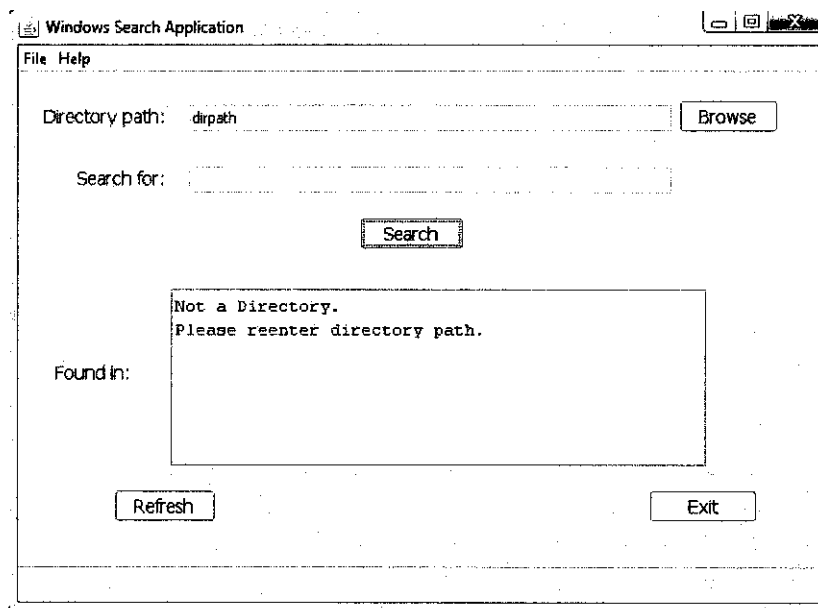 Windows Search Application
File Help
Directory path: dirpath Browse
Search for:
Search
Not a Directory.
Please reenter directory path.
Found in:
Refresh Exit